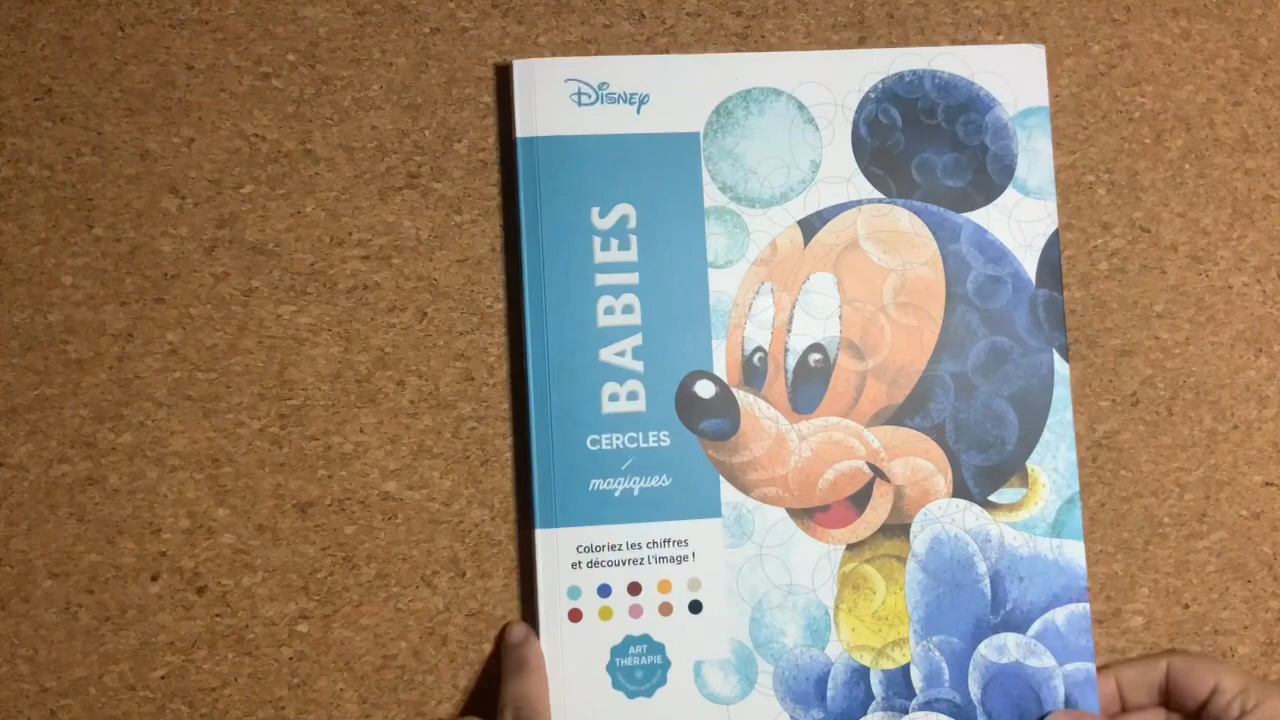 Disney
BABIES
CERCLES
magiques
Coloriez les chiffres
et découvrez l'image !
ART
THÉRAPIE